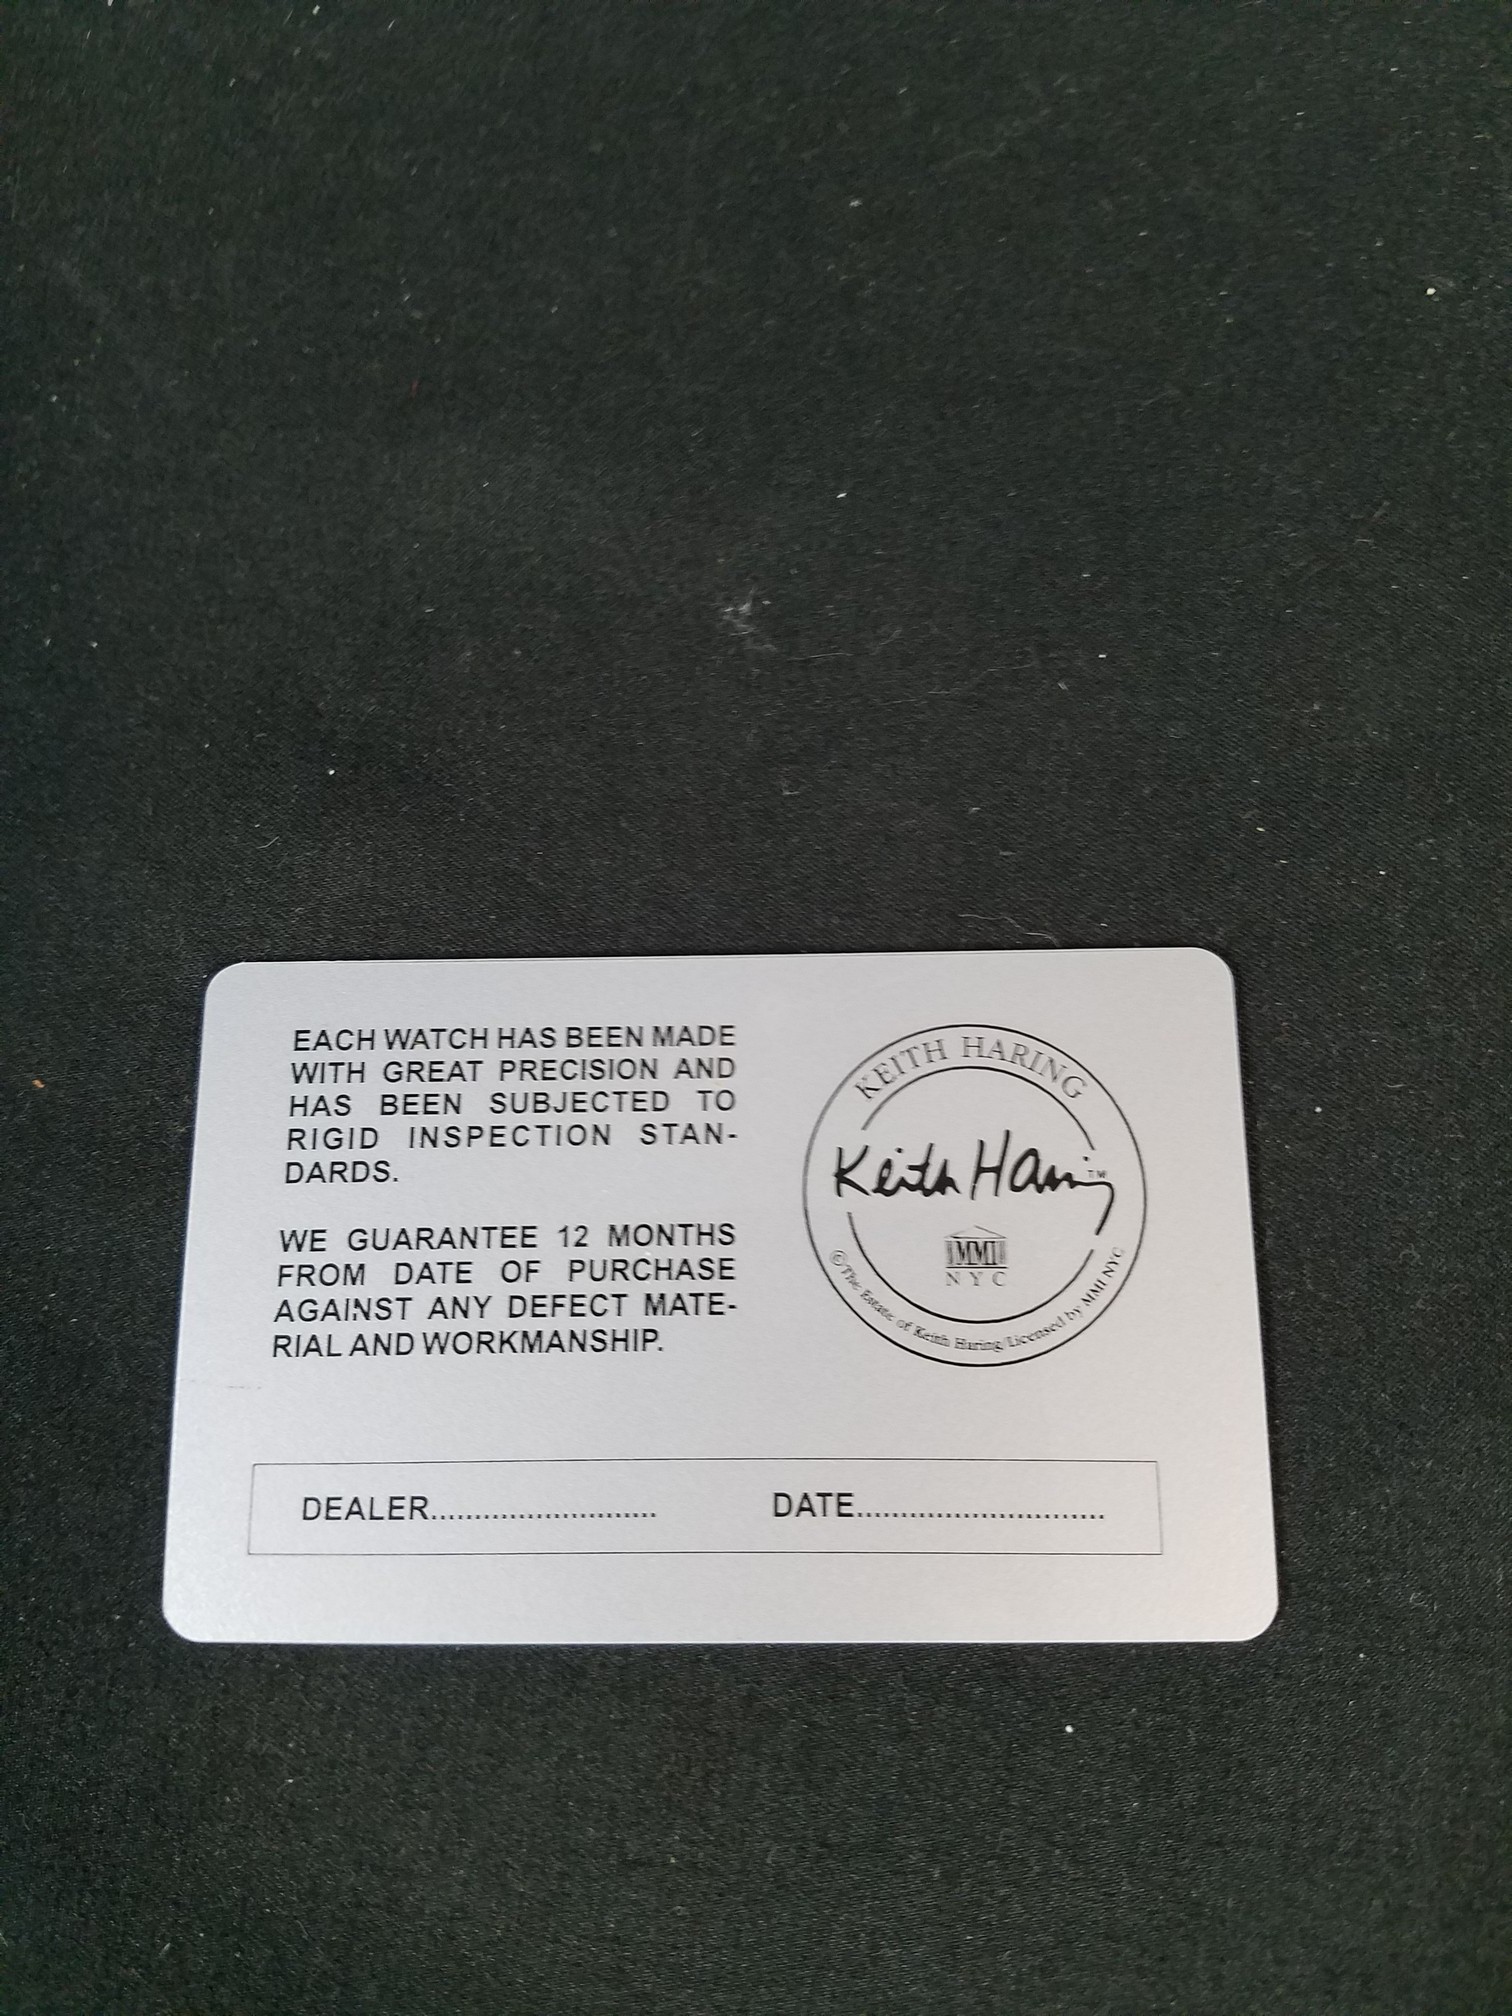 EACH WATCH HAS BEEN MADE
WITH GREAT PRECISION AND
HAS BEEN SUBJECTED TO
RIGID INSPECTION STAN-
DARDS.
WE GUARANTEE 12 MONTHS
FROM DATE OF PURCHASE
AGAINST ANY DEFECT MATE-
RIAL AND WORKMANSHIP.
KEITH HARING
Keith Haring TM
MMI
NYC
©The Estate of Keith Haring/Licensed by MMI NYC
DEALER..........................
DATE............................